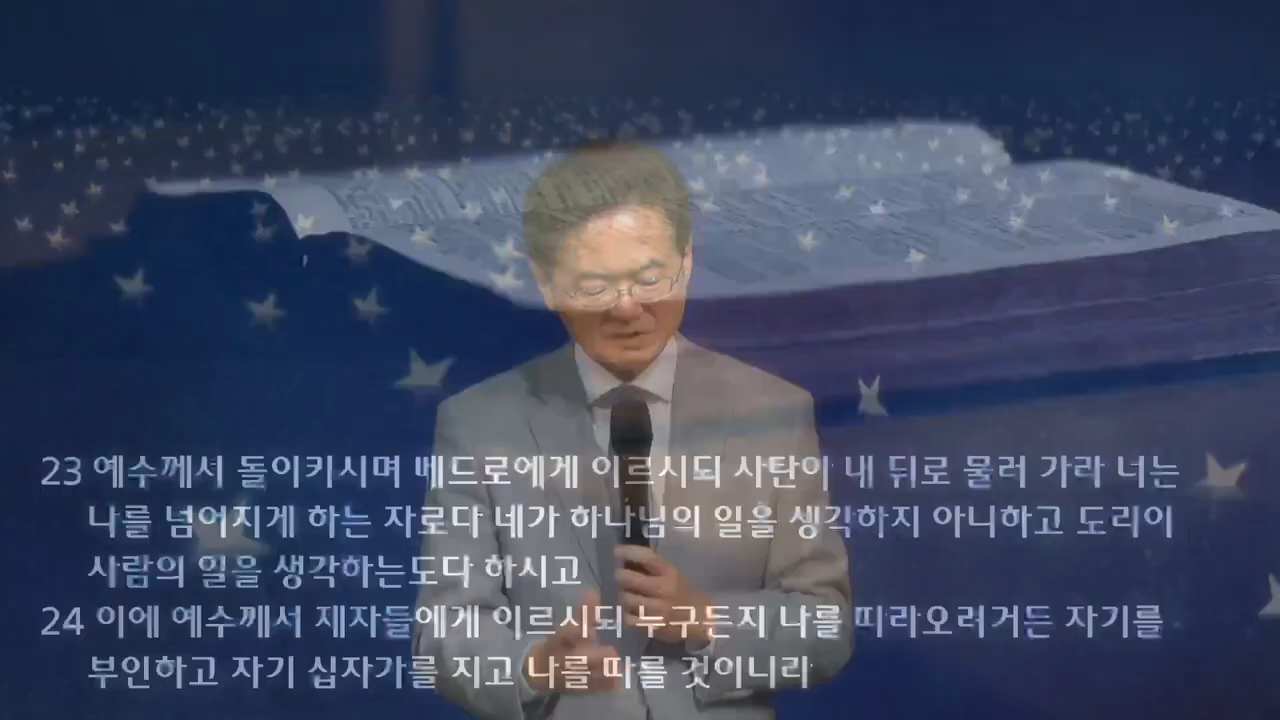 23 예수께서 돌이키시며 베드로에게 이르시되 사탄아 내 뒤로 물러 가라 너는
나를 넘어지게 하는 자로다 네가 하나님의 일을 생각하지 아니하고 도리어
사람의 일을 생각하는도다 하시고
24 이에 예수께서 제자들에게 이르시되 누구든지 나를 따라오려거든 자기를
부인하고 자기 십자가를 지고 나를 따를 것이니라